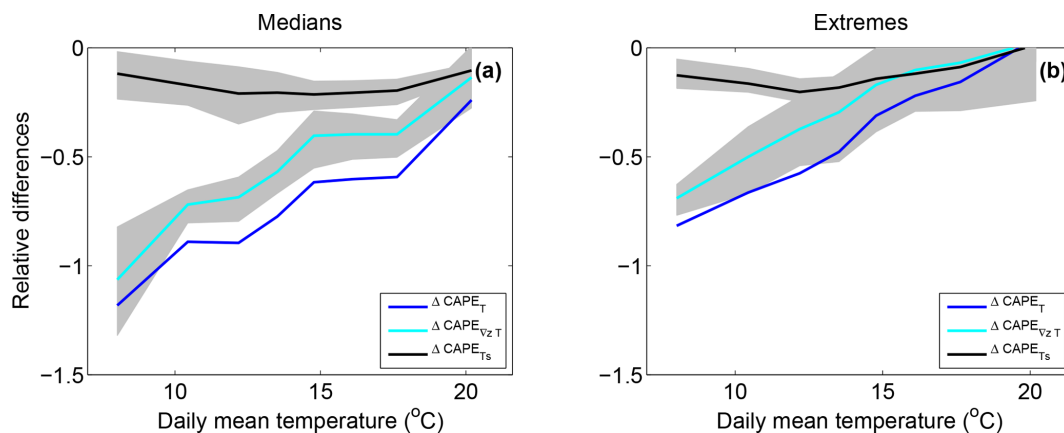 Medians
(a)
0
−0.5
−1
−1.5
Relative differences
10
15
20
Daily mean temperature (°C)
Δ CAPE_T
Δ CAPE_∇z T
Δ CAPE_Ts
Extremes
(b)
0
−0.5
−1
−1.5
10
15
20
Daily mean temperature (°C)
Δ CAPE_T
Δ CAPE_∇z T
Δ CAPE_Ts